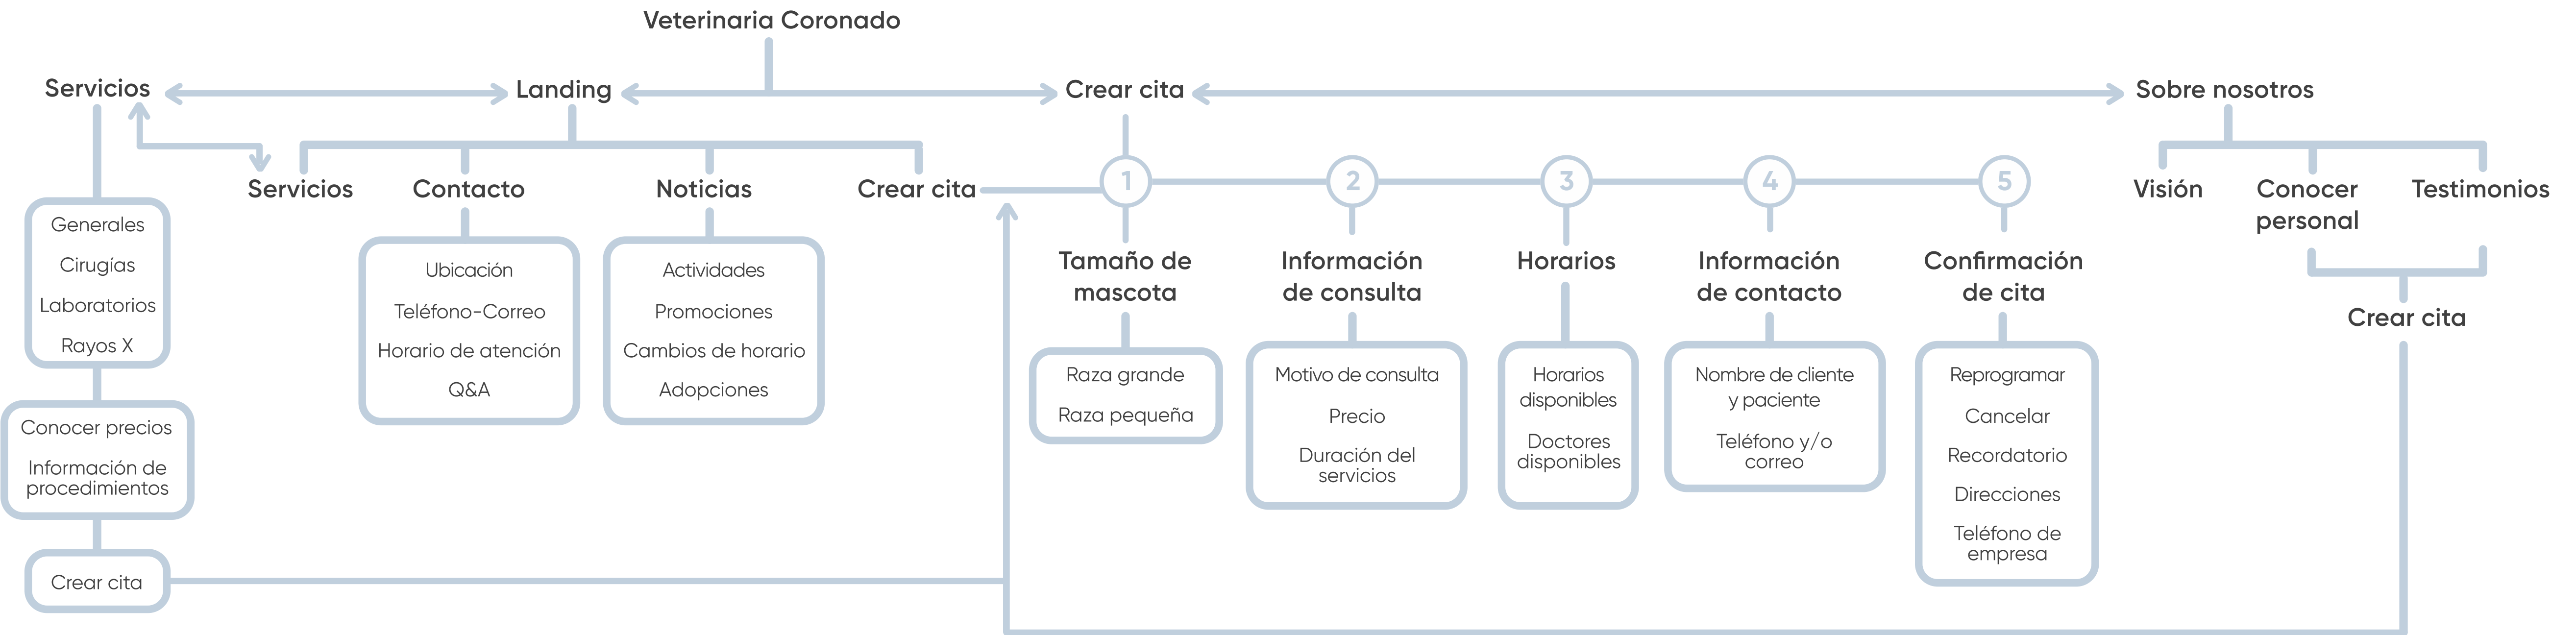 Veterinaria Coronado
Servicios
Landing
Crear cita
Sobre nosotros
Servicios
Contacto
Noticias
Crear cita
1
2
3
4
5
Visión
Conocer
personal
Testimonios
Generales
Cirugías
Laboratorios
Rayos X
Conocer precios
Información de
procedimientos
Crear cita
Ubicación
Teléfono-Correo
Horario de atención
Q&A
Actividades
Promociones
Cambios de horario
Adopciones
Tamaño de
mascota
Raza grande
Raza pequeña
Información
de consulta
Motivo de consulta
Precio
Duración del
servicios
Horarios
Horarios
disponibles
Doctores
disponibles
Información
de contacto
Nombre de cliente
y paciente
Teléfono y/o
correo
Confirmación
de cita
Reprogramar
Cancelar
Recordatorio
Direcciones
Teléfono de
empresa
Crear cita